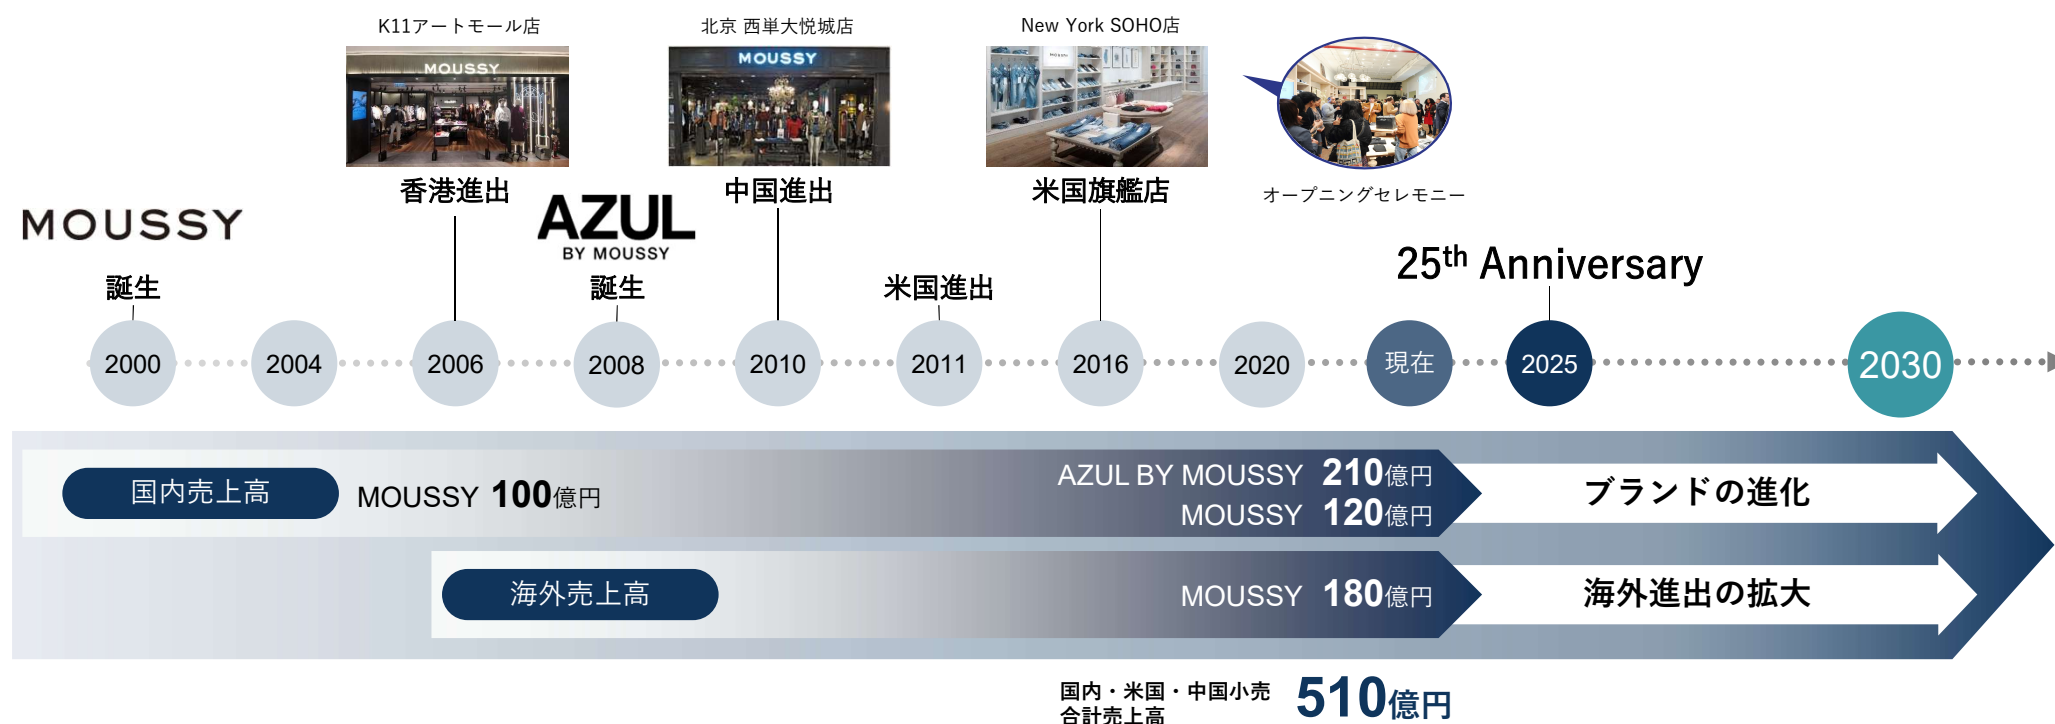 K11アートモール店
北京 西単大悦城店
New York SOHO店
MOUSSY
MOUSSY
香港進出
中国進出
米国旗艦店
オープニングセレモニー
MOUSSY
AZUL
BY MOUSSY
25th Anniversary
誕生
誕生
米国進出
2000
2004
2006
2008
2010
2011
2016
2020
現在
2025
2030
国内売上高
MOUSSY 100億円
AZUL BY MOUSSY 210億円
MOUSSY 120億円
ブランドの進化
海外売上高
MOUSSY 180億円
海外進出の拡大
国内・米国・中国小売
合計売上高
510億円